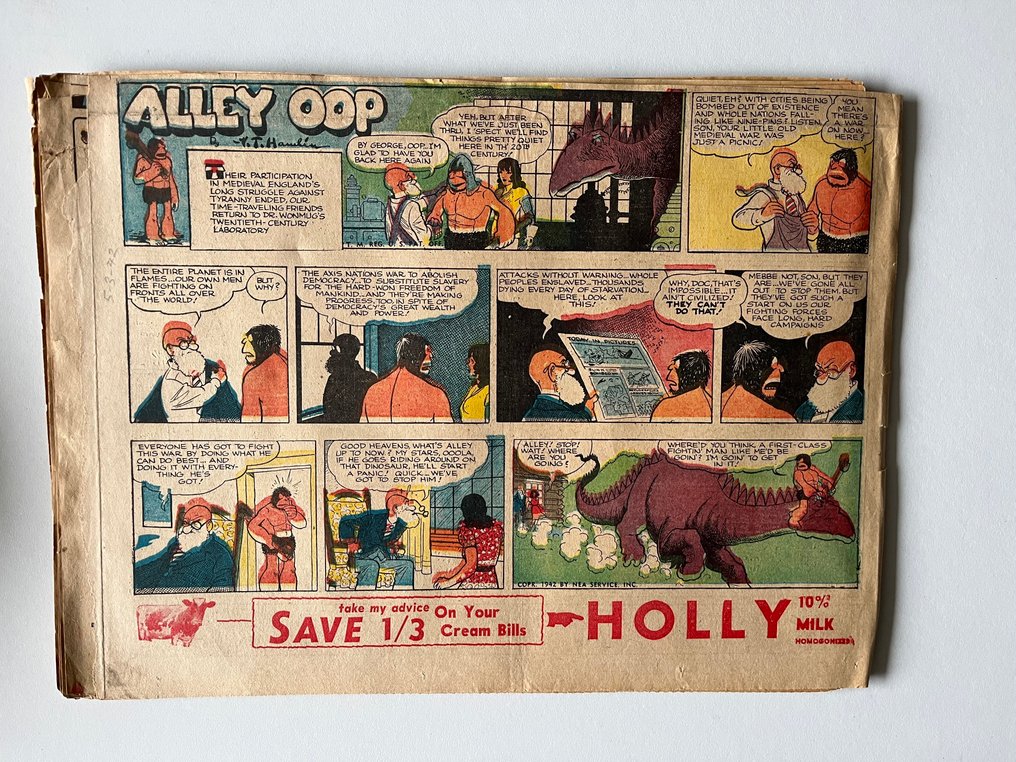 ALLEY OOP
By V.T. Hamlin
THEIR PARTICIPATION
IN MEDIEVAL ENGLAND'S
LONG STRUGGLE AGAINST
TYRANNY ENDED, OUR
TIME-TRAVELING FRIENDS
RETURN TO DR. WONMUG'S
TWENTIETH-CENTURY
LABORATORY
BY GEORGE, OOP, I'M
GLAD TO HAVE YOU
BACK HERE AGAIN
YEH, BUT AFTER
WHAT WE'VE JUST BEEN
THRU, I 'SPECT WE'LL FIND
THINGS PRETTY QUIET
HERE IN TH' 20TH
CENTURY!
T. M. REG. U. S.
QUIET, EH? WITH CITIES BEING
BOMBED OUT OF EXISTENCE
AND WHOLE NATIONS FALL-
ING LIKE NINE-PINS! LISTEN,
SON, YOUR LITTLE OLD
MEDIEVAL WAR WAS
JUST A PICNIC!
YOU
MEAN
THERE'S
A WAR
ON NOW,
HERE?
THE ENTIRE PLANET IS IN
FLAMES...OUR OWN MEN
ARE FIGHTING ON
FRONTS ALL OVER
THE WORLD!
BUT
WHY?
THE AXIS NATIONS WAR TO ABOLISH
DEMOCRACY...TO SUBSTITUTE SLAVERY
FOR THE HARD-WON FREEDOM OF
MANKIND...AND THEY'RE MAKING
PROGRESS, TOO, IN SPITE OF
DEMOCRACY'S GREAT WEALTH
AND POWER!
ATTACKS WITHOUT WARNING...WHOLE
PEOPLES ENSLAVED...THOUSANDS
DYING EVERY DAY OF STARVATION.
HERE, LOOK AT
THIS!
WHY, DOC, THAT'S
IMPOSSIBLE...IT
AIN'T CIVILIZED!
THEY CAN'T
DO THAT!
TODAY IN PICTURES
MEBBE NOT, SON, BUT THEY
ARE...WE'VE GONE ALL
OUT TO STOP THEM, BUT
THEY'VE GOT SUCH A
START ON US OUR
FIGHTING FORCES
FACE LONG, HARD
CAMPAIGNS
EVERYONE HAS GOT TO FIGHT
THIS WAR BY DOING WHAT HE
CAN DO BEST... AND
DOING IT WITH EVERY-
THING HE'S
GOT!
GOOD HEAVENS, WHAT'S ALLEY
UP TO NOW? MY STARS, OOOLA,
IF HE GOES RIDING AROUND ON
THAT DINOSAUR, HE'LL START
A PANIC! QUICK...WE'VE
GOT TO STOP HIM!
ALLEY! STOP!
WAIT! WHERE
ARE YOU
GOING?
WHERE'D YOU THINK A FIRST-CLASS
FIGHTIN' MAN LIKE ME'D BE
GOIN'? I'M GOIN' TO GET
IN IT!
COPR. 1942 BY NEA SERVICE, INC.
take my advice On Your
SAVE 1/3 Cream Bills
HOLLY
10%
MILK
HOMOGONIZED